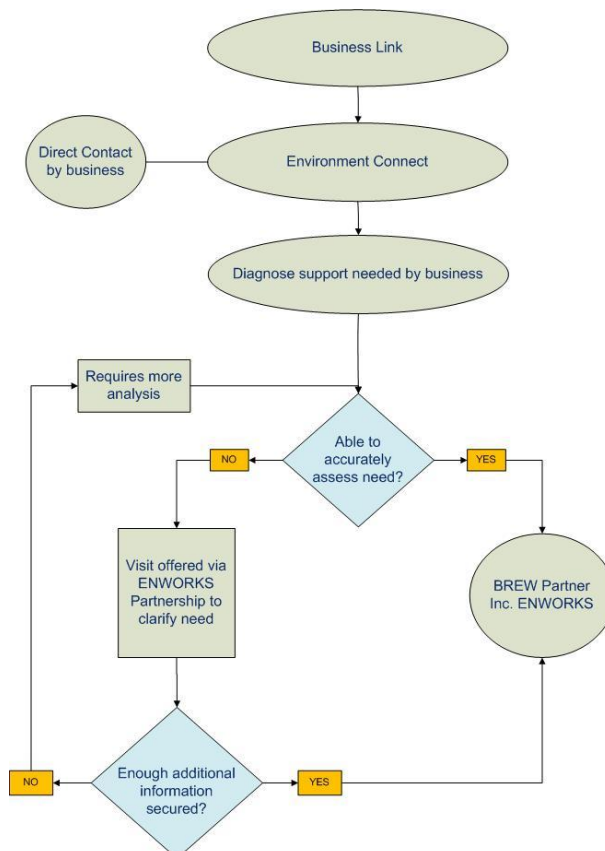 Business Link
Direct Contact
by business
Environment Connect
Diagnose support needed by business
Requires more
analysis
Able to
accurately
assess need?
NO
YES
Visit offered via
ENWORKS
Partnership to
clarify need
BREW Partner
Inc. ENWORKS
NO
Enough additional
information
secured?
YES